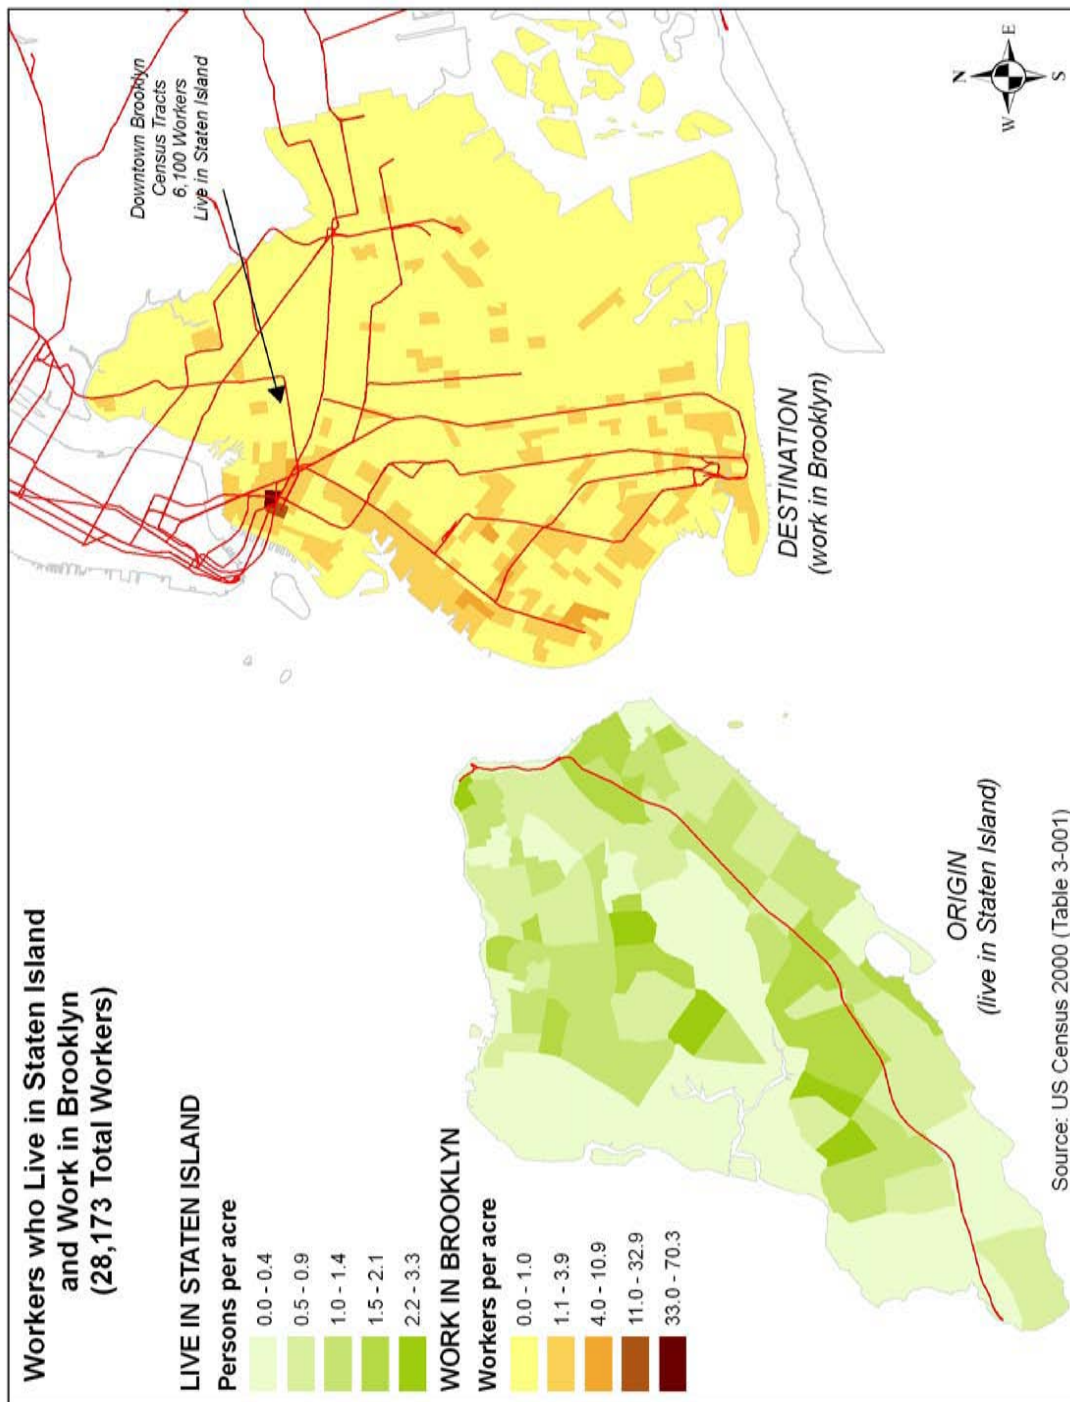 Workers who Live in Staten Island
and Work in Brooklyn
(28,173 Total Workers)
LIVE IN STATEN ISLAND
Persons per acre
0.0 - 0.4
0.5 - 0.9
1.0 - 1.4
1.5 - 2.1
2.2 - 3.3
WORK IN BROOKLYN
Workers per acre
0.0 - 1.0
1.1 - 3.9
4.0 - 10.9
11.0 - 32.9
33.0 - 70.3
Downtown Brooklyn
Census Tracts
6,100 Workers
Live in Staten Island
DESTINATION
(work in Brooklyn)
ORIGIN
(live in Staten Island)
N
W
E
S
Source: US Census 2000 (Table 3-001)